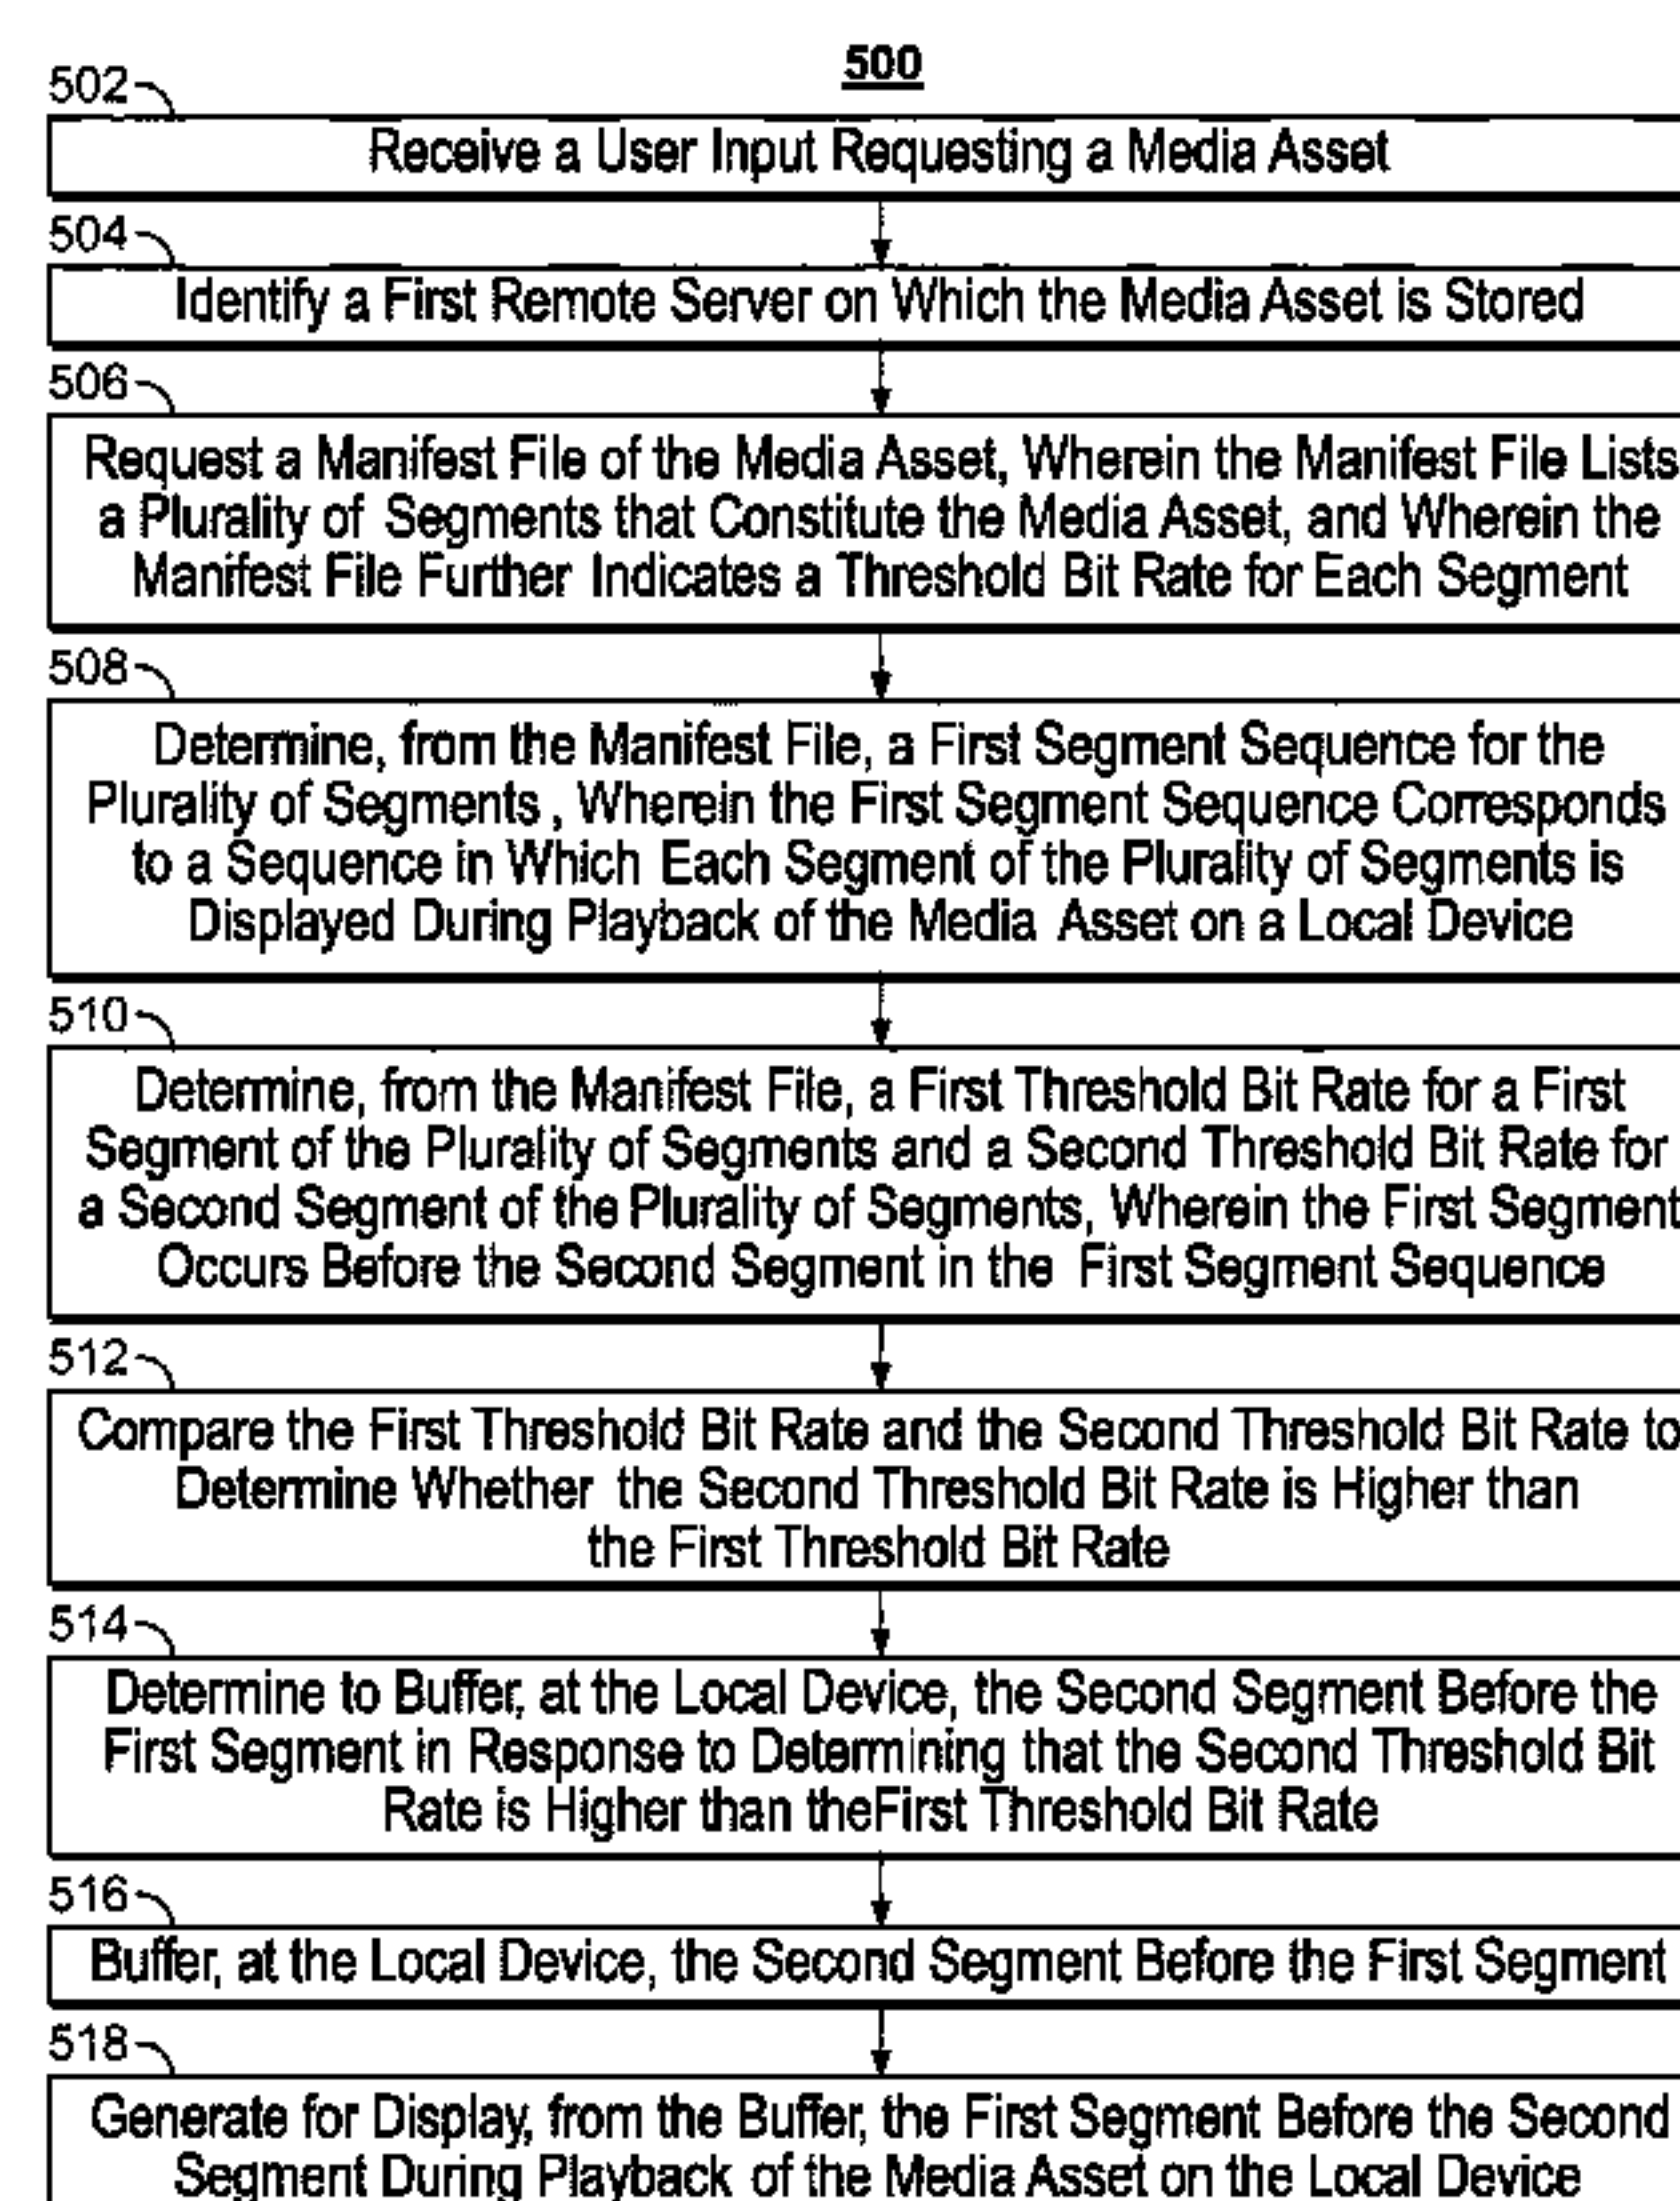 500
502
Receive a User Input Requesting a Media Asset
504
Identify a First Remote Server on Which the Media Asset is Stored
506
Request a Manifest File of the Media Asset, Wherein the Manifest File Lists
a Plurality of Segments that Constitute the Media Asset, and Wherein the
Manifest File Further Indicates a Threshold Bit Rate for Each Segment
508
Determine, from the Manifest File, a First Segment Sequence for the
Plurality of Segments, Wherein the First Segment Sequence Corresponds
to a Sequence in Which Each Segment of the Plurality of Segments is
Displayed During Playback of the Media Asset on a Local Device
510
Determine, from the Manifest File, a First Threshold Bit Rate for a First
Segment of the Plurality of Segments and a Second Threshold Bit Rate for
a Second Segment of the Plurality of Segments, Wherein the First Segment
Occurs Before the Second Segment in the First Segment Sequence
512
Compare the First Threshold Bit Rate and the Second Threshold Bit Rate to
Determine Whether the Second Threshold Bit Rate is Higher than
the First Threshold Bit Rate
514
Determine to Buffer, at the Local Device, the Second Segment Before the
First Segment in Response to Determining that the Second Threshold Bit
Rate is Higher than theFirst Threshold Bit Rate
516
Buffer, at the Local Device, the Second Segment Before the First Segment
518
Generate for Display, from the Buffer, the First Segment Before the Second
Segment During Playback of the Media Asset on the Local Device